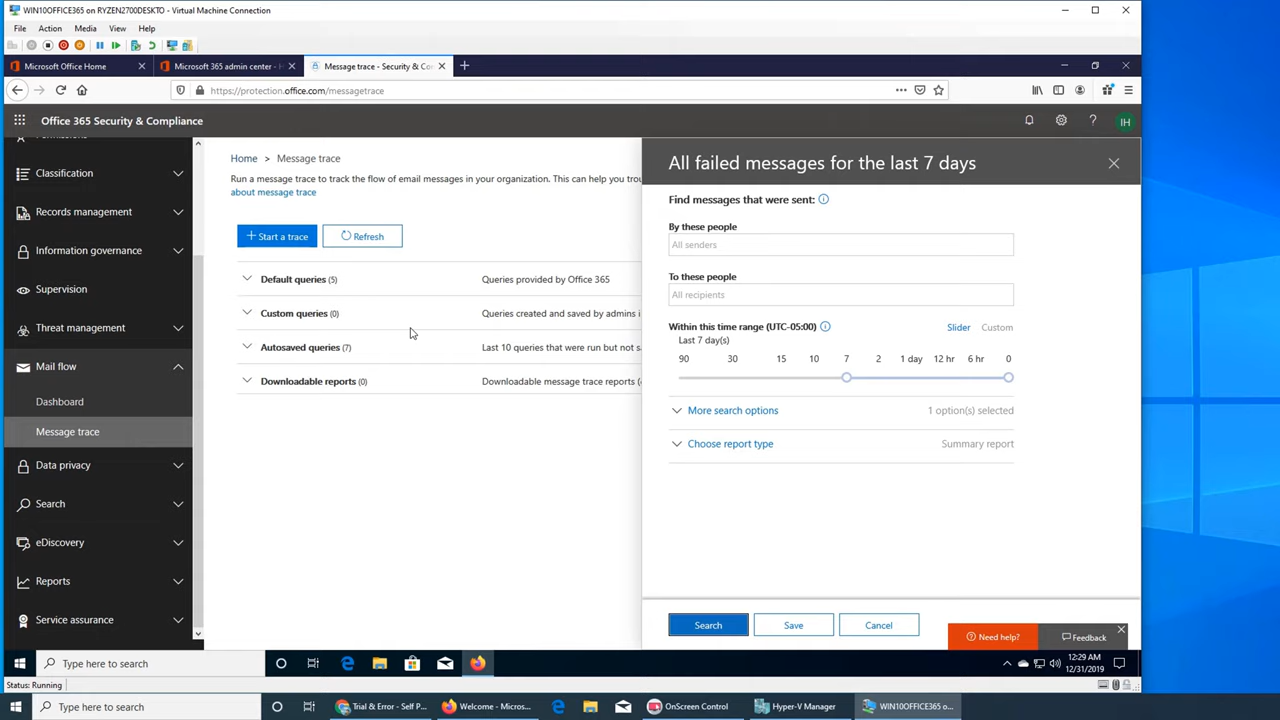 WIN10OFFICE365 on RYZEN2700DESKTO - Virtual Machine Connection
File Action Media View Help
Microsoft Office Home
Microsoft 365 admin center - H
Message trace - Security & Co
https://protection.office.com/messagetrace
Office 365 Security & Compliance
IH
Classification
Records management
Information governance
Supervision
Threat management
Mail flow
Dashboard
Message trace
Data privacy
Search
eDiscovery
Reports
Service assurance
Home > Message trace
Run a message trace to track the flow of email messages in your organization. This can help you trou
about message trace
+ Start a trace
Refresh
Default queries (5) Queries provided by Office 365
Custom queries (0) Queries created and saved by admins i
Autosaved queries (7) Last 10 queries that were run but not s
Downloadable reports (0) Downloadable message trace reports (
All failed messages for the last 7 days
Find messages that were sent:
By these people
All senders
To these people
All recipients
Within this time range (UTC-05:00) Slider Custom
Last 7 day(s)
90 30 15 10 7 2 1 day 12 hr 6 hr 0
More search options 1 option(s) selected
Choose report type Summary report
Search Save Cancel
Need help? Feedback
Type here to search
12:29 AM
12/31/2019
Status: Running
Type here to search
Trial & Error - Self P...
Welcome - Micros...
OnScreen Control
Hyper-V Manager
WIN10OFFICE365 o...